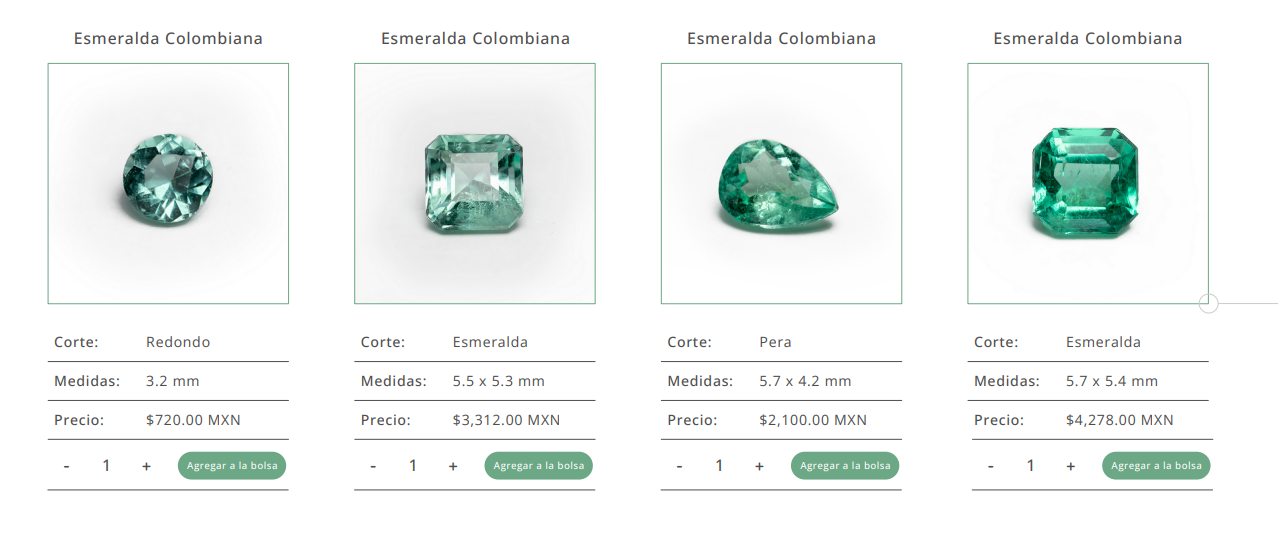 Esmeralda Colombiana
Esmeralda Colombiana
Esmeralda Colombiana
Esmeralda Colombiana
Corte: Redondo
Corte: Esmeralda
Corte: Pera
Corte: Esmeralda
Medidas: 3.2 mm
Medidas: 5.5 x 5.3 mm
Medidas: 5.7 x 4.2 mm
Medidas: 5.7 x 5.4 mm
Precio: $720.00 MXN
Precio: $3,312.00 MXN
Precio: $2,100.00 MXN
Precio: $4,278.00 MXN
- 1 + Agregar a la bolsa
- 1 + Agregar a la bolsa
- 1 + Agregar a la bolsa
- 1 + Agregar a la bolsa